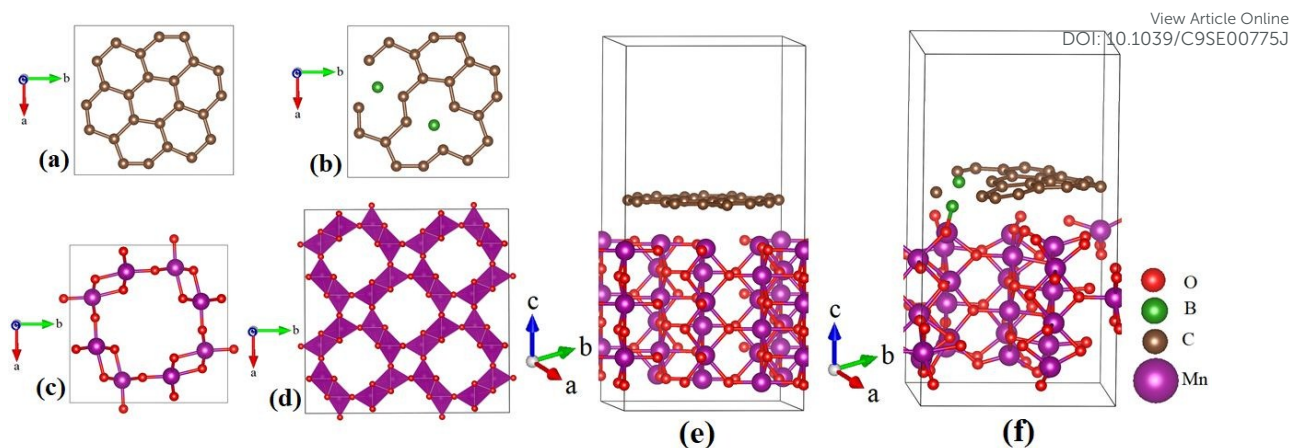 View Article Online
DOI: 10.1039/C9SE00775J
b
a
(a)
b
a
(b)
b
a
(c)
b
a
(d)
c
b
a
(e)
c
b
a
(f)
O
B
C
Mn